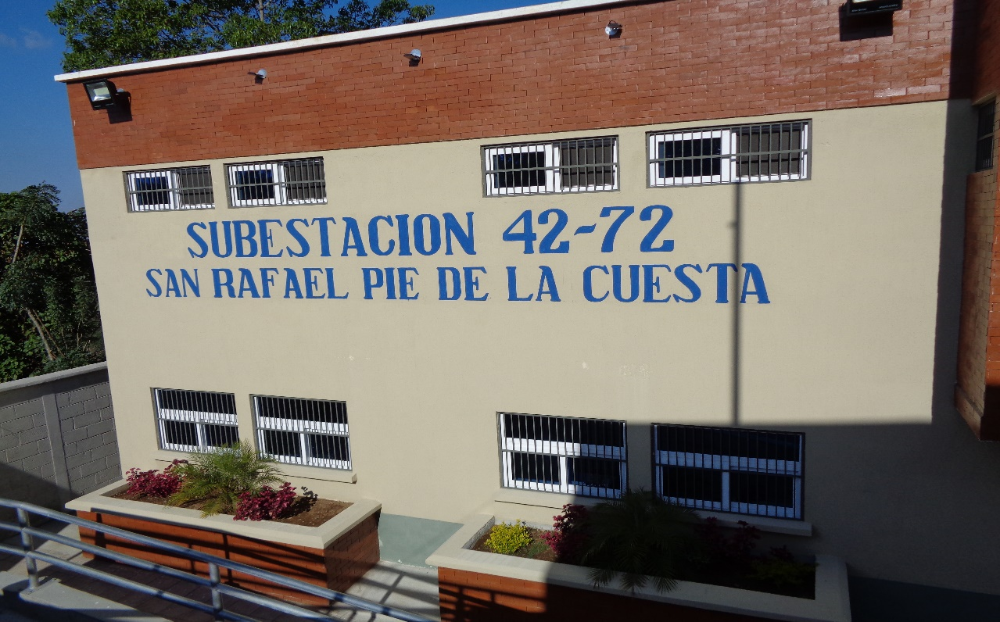 SUBESTACION 42-72
SAN RAFAEL PIE DE LA CUESTA